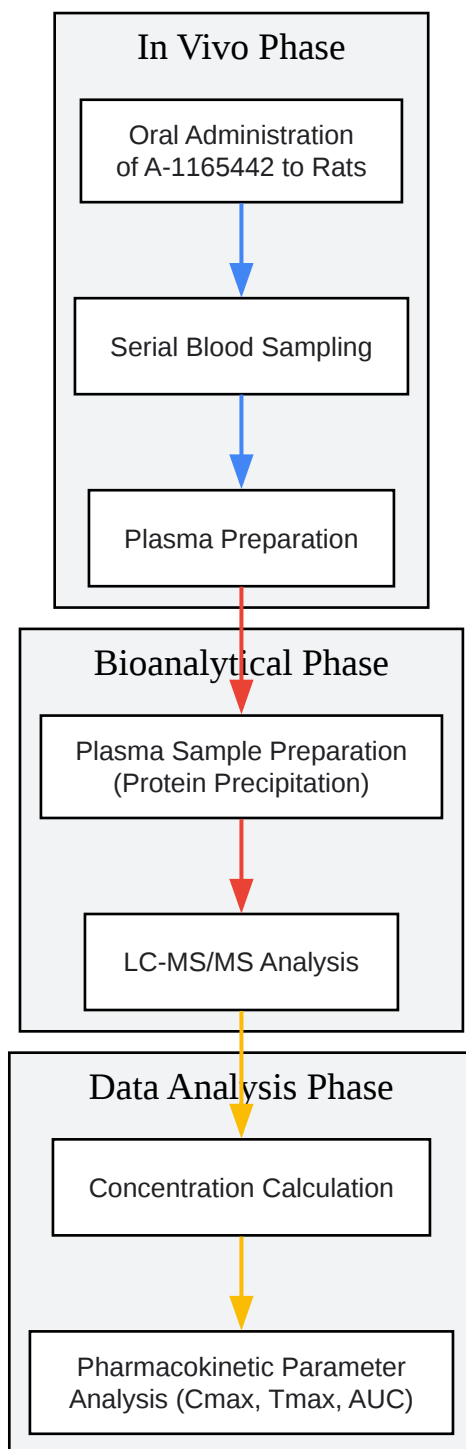 In Vivo Phase
Oral Administration
of A-1165442 to Rats
Serial Blood Sampling
Plasma Preparation
Bioanalytical Phase
Plasma Sample Preparation
(Protein Precipitation)
LC-MS/MS Analysis
Data Analysis Phase
Concentration Calculation
Pharmacokinetic Parameter
Analysis (Cmax, Tmax, AUC)